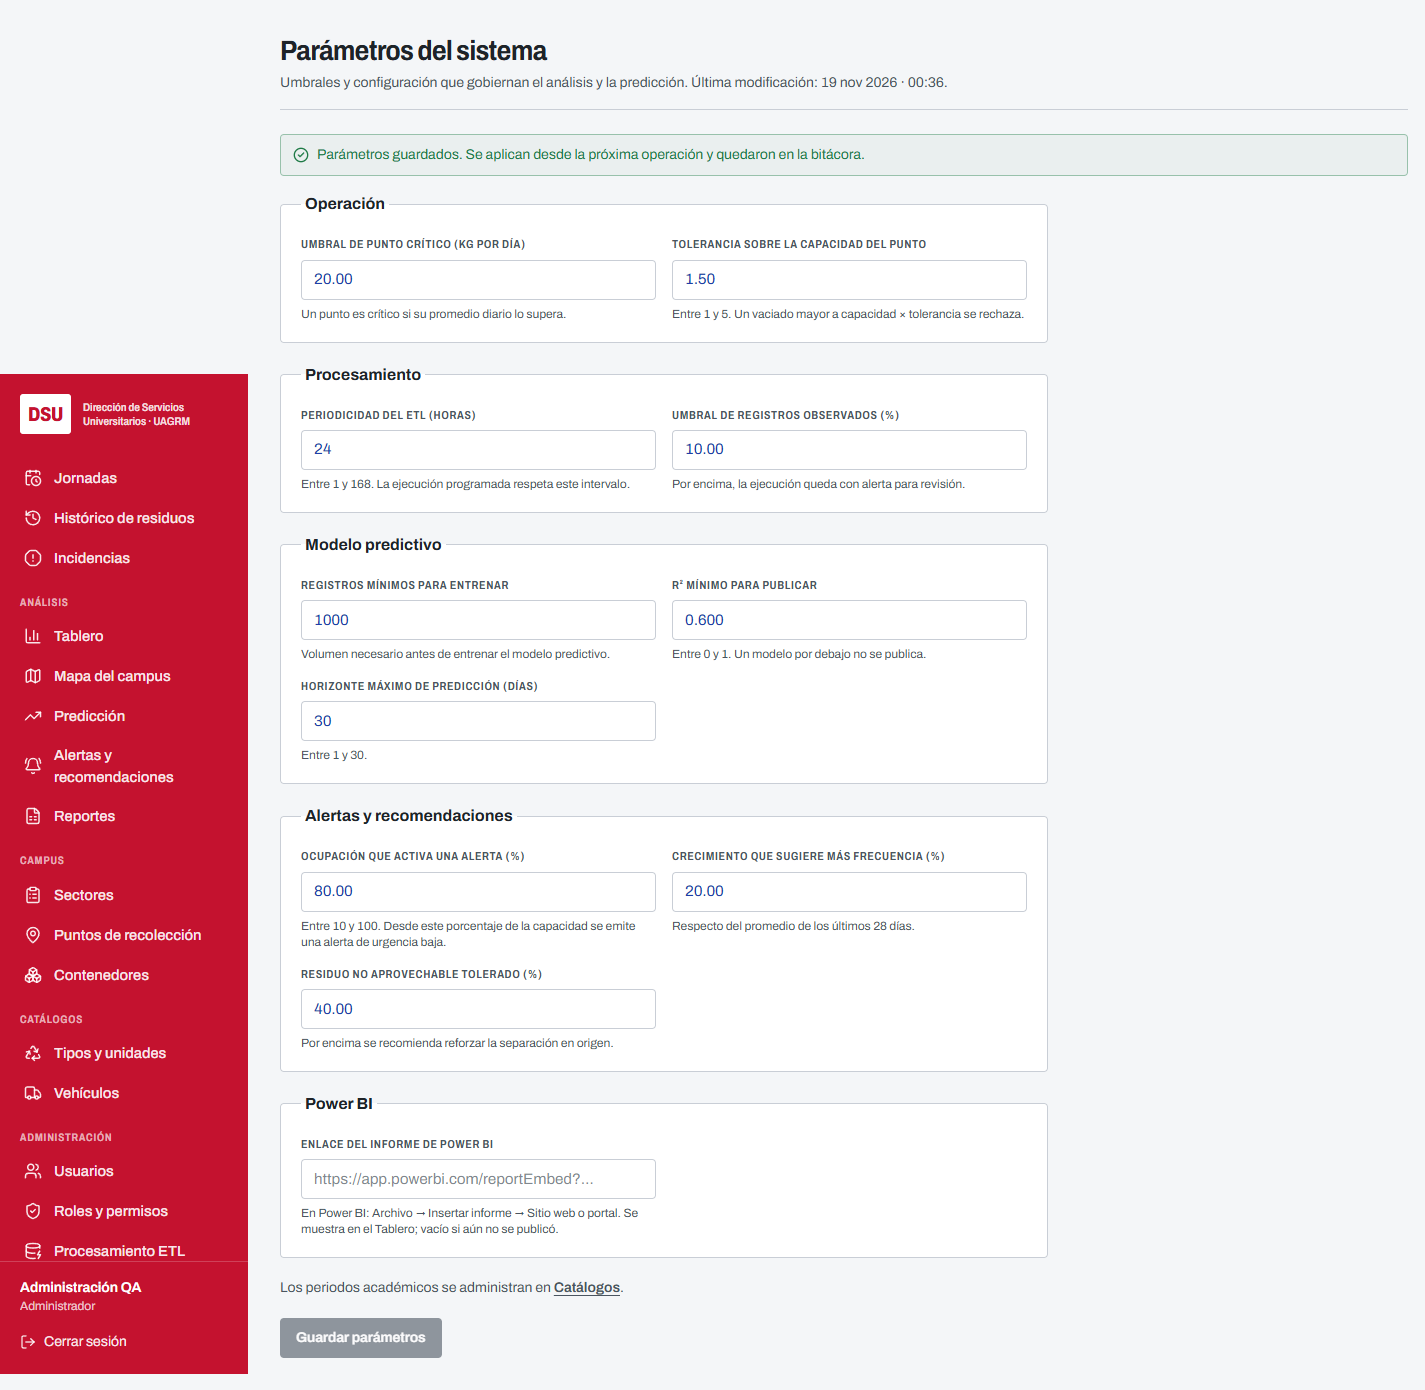 Parámetros del sistema
Umbrales y configuración que gobiernan el análisis y la predicción. Última modificación: 19 nov 2026 · 00:36.
Parámetros guardados. Se aplican desde la próxima operación y quedaron en la bitácora.
Operación
UMBRAL DE PUNTO CRÍTICO (KG POR DÍA)
20.00
Un punto es crítico si su promedio diario lo supera.
TOLERANCIA SOBRE LA CAPACIDAD DEL PUNTO
1.50
Entre 1 y 5. Un vaciado mayor a capacidad × tolerancia se rechaza.
Procesamiento
PERIODICIDAD DEL ETL (HORAS)
24
Entre 1 y 168. La ejecución programada respeta este intervalo.
UMBRAL DE REGISTROS OBSERVADOS (%)
10.00
Por encima, la ejecución queda con alerta para revisión.
Modelo predictivo
REGISTROS MÍNIMOS PARA ENTRENAR
1000
Volumen necesario antes de entrenar el modelo predictivo.
R² MÍNIMO PARA PUBLICAR
0.600
Entre 0 y 1. Un modelo por debajo no se publica.
HORIZONTE MÁXIMO DE PREDICCIÓN (DÍAS)
30
Entre 1 y 30.
Alertas y recomendaciones
OCUPACIÓN QUE ACTIVA UNA ALERTA (%)
80.00
Entre 10 y 100. Desde este porcentaje de la capacidad se emite
una alerta de urgencia baja.
CRECIMIENTO QUE SUGIERE MÁS FRECUENCIA (%)
20.00
Respecto del promedio de los últimos 28 días.
RESIDUO NO APROVECHABLE TOLERADO (%)
40.00
Por encima se recomienda reforzar la separación en origen.
Power BI
ENLACE DEL INFORME DE POWER BI
https://app.powerbi.com/reportEmbed?...
En Power BI: Archivo → Insertar informe → Sitio web o portal. Se
muestra en el Tablero; vacío si aún no se publicó.
Los periodos académicos se administran en Catálogos.
Guardar parámetros
DSU
Dirección de Servicios
Universitarios · UAGRM
Jornadas
Histórico de residuos
Incidencias
ANÁLISIS
Tablero
Mapa del campus
Predicción
Alertas y
recomendaciones
Reportes
CAMPUS
Sectores
Puntos de recolección
Contenedores
CATÁLOGOS
Tipos y unidades
Vehículos
ADMINISTRACIÓN
Usuarios
Roles y permisos
Procesamiento ETL
Administración QA
Administrador
Cerrar sesión